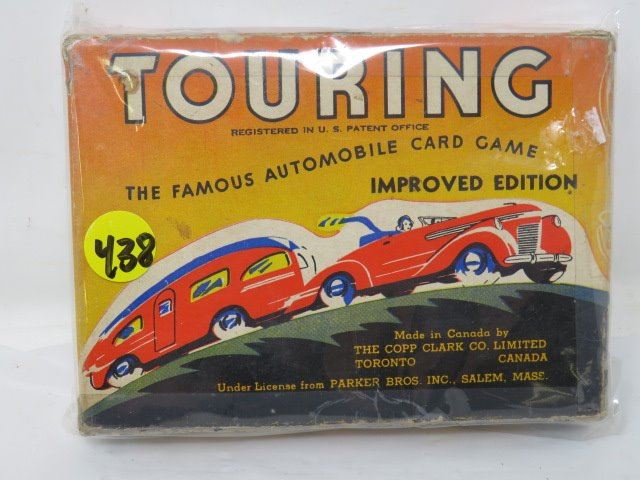 TOURING
REGISTERED IN U. S. PATENT OFFICE
THE FAMOUS AUTOMOBILE CARD GAME
IMPROVED EDITION
438
Made in Canada by
THE COPP CLARK CO. LIMITED
TORONTO CANADA
Under License from PARKER BROS. INC., SALEM, MASS.